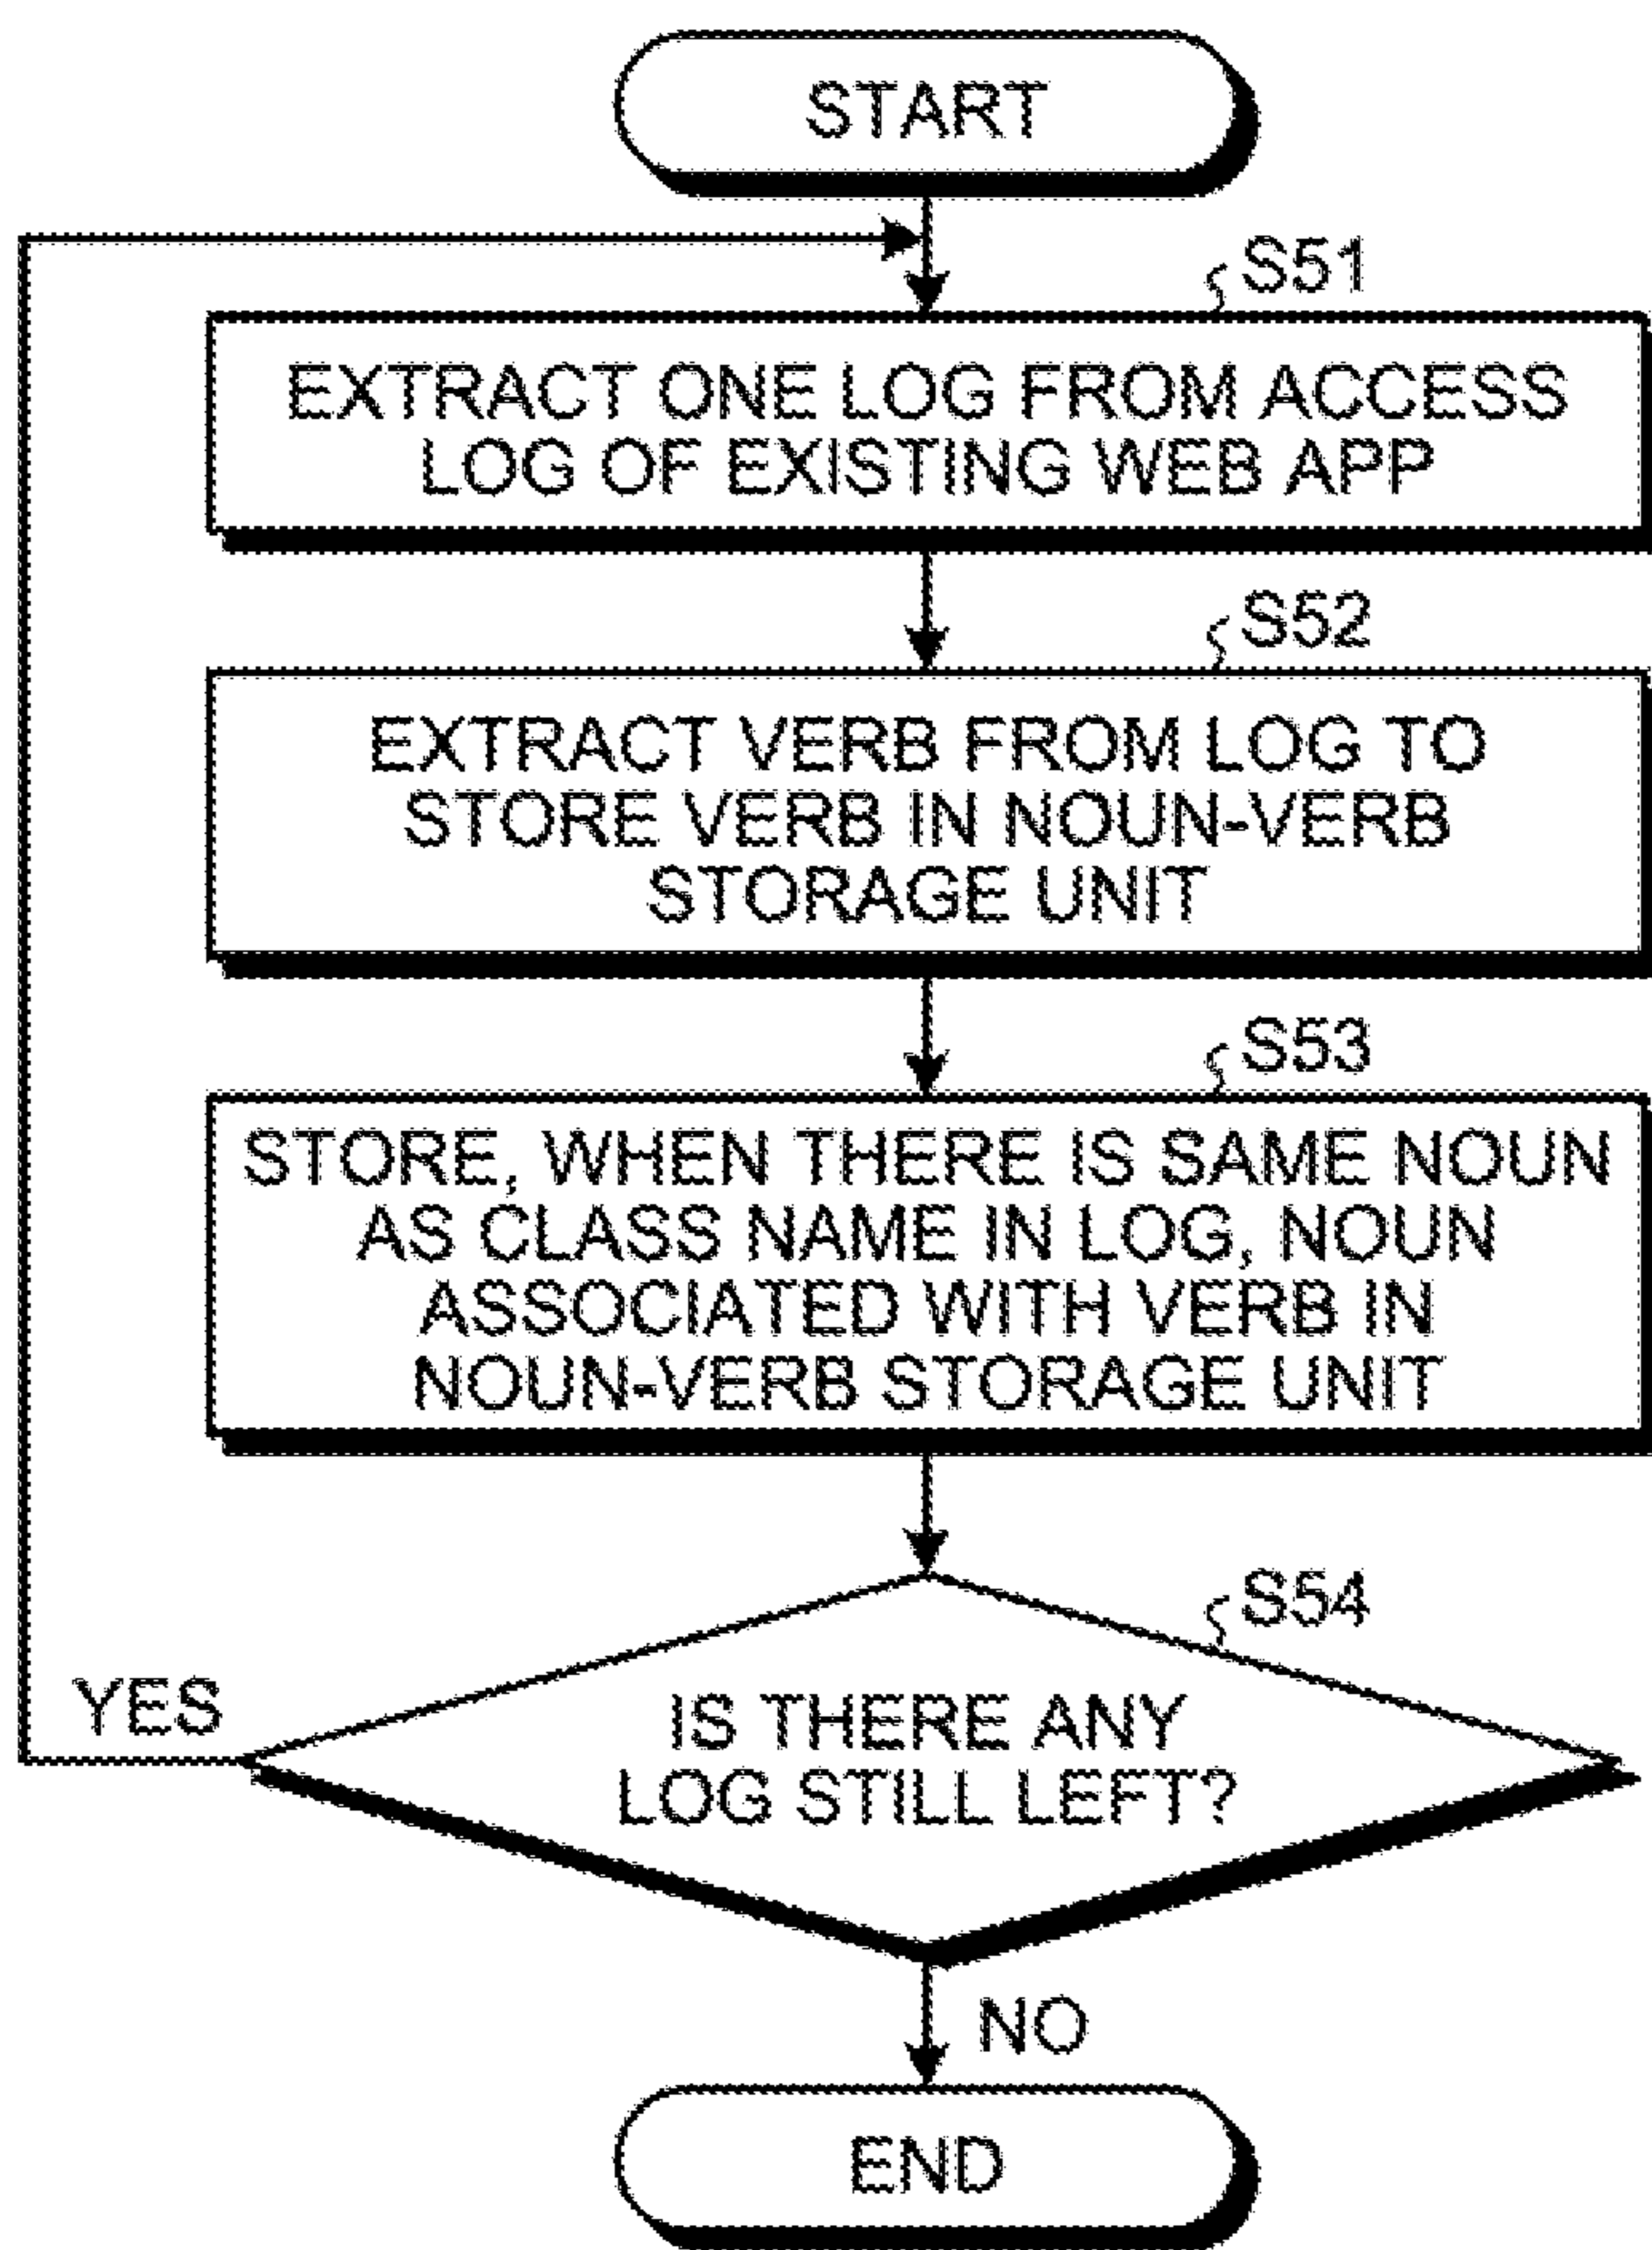 START
S51
EXTRACT ONE LOG FROM ACCESS
LOG OF EXISTING WEB APP
S52
EXTRACT VERB FROM LOG TO
STORE VERB IN NOUN-VERB
STORAGE UNIT
S53
STORE, WHEN THERE IS SAME NOUN
AS CLASS NAME IN LOG, NOUN
ASSOCIATED WITH VERB IN
NOUN-VERB STORAGE UNIT
S54
YES
IS THERE ANY
LOG STILL LEFT?
NO
END